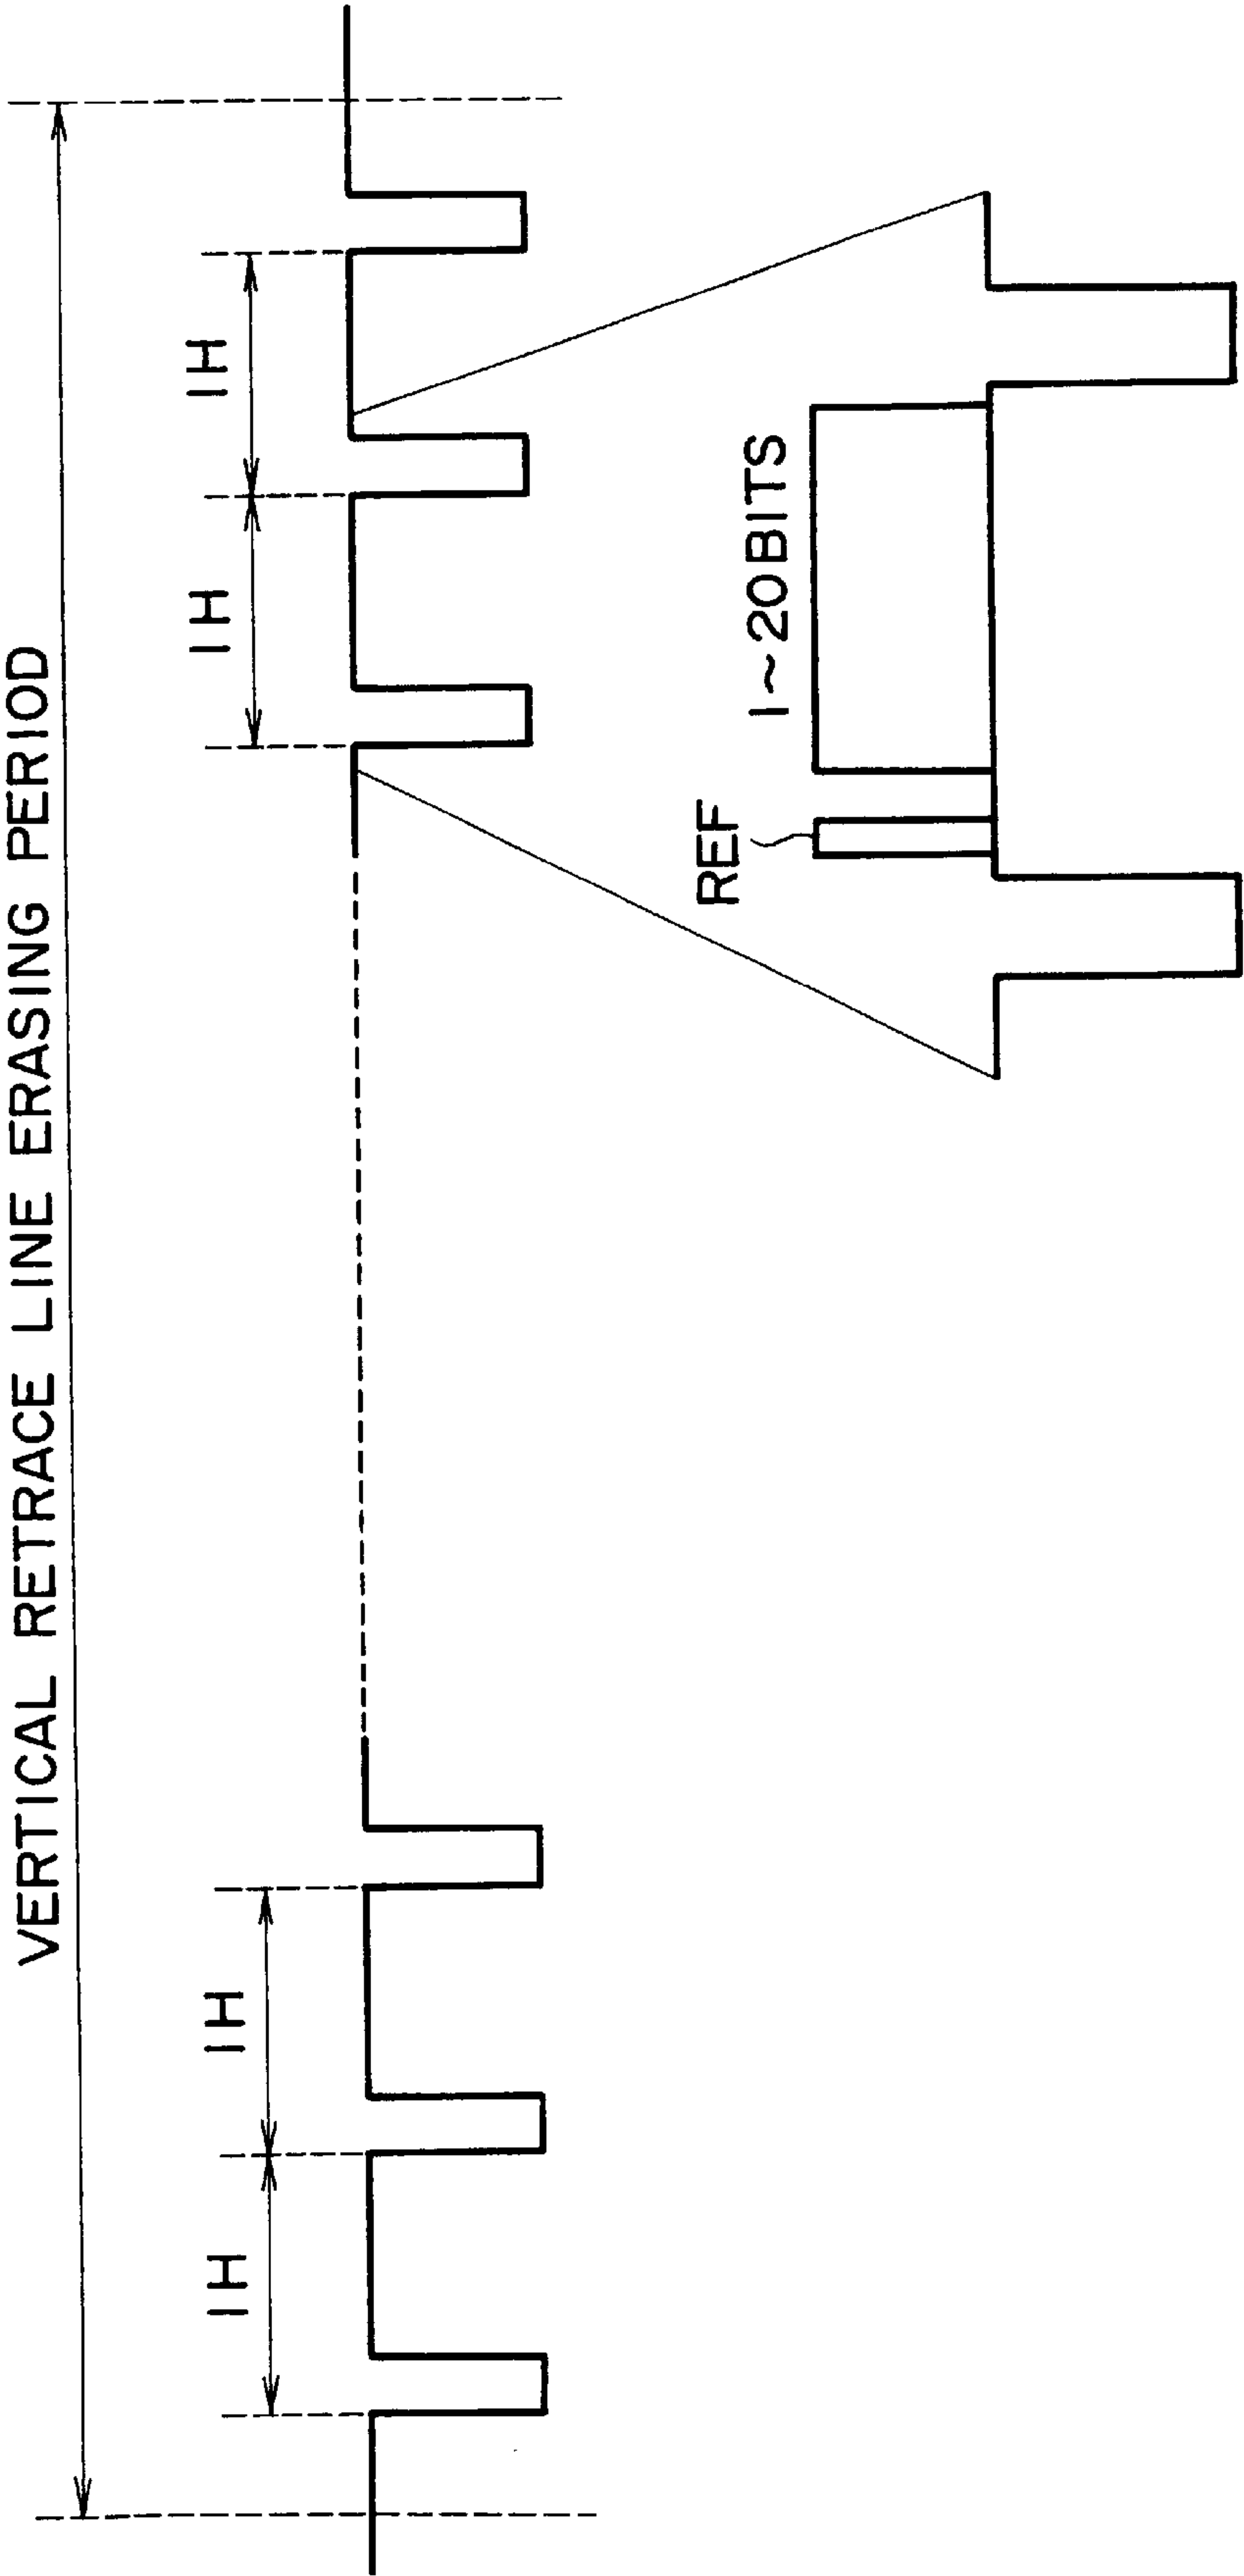 VERTICAL RETRACE LINE ERASING PERIOD
1H
1H
1H
1H
REF
1~20BITS